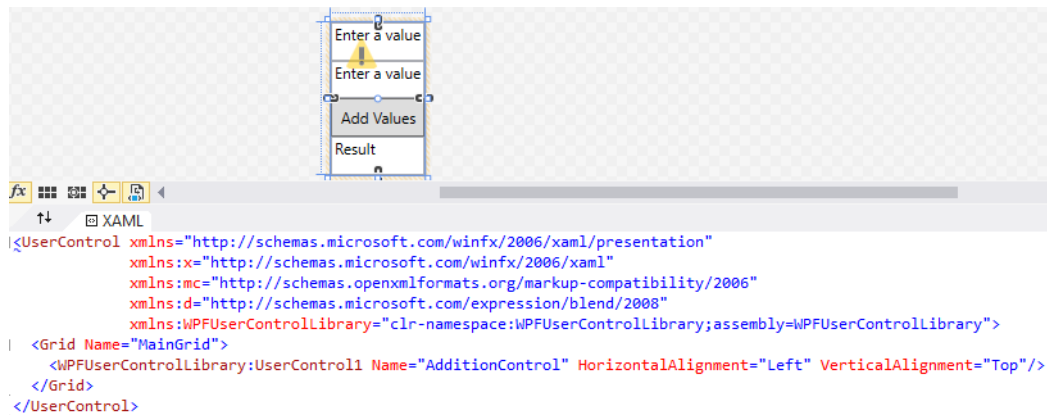 Enter a value
Enter a value
Add Values
Result
fx
XAML
<UserControl xmlns="http://schemas.microsoft.com/winfx/2006/xaml/presentation"
xmlns:x="http://schemas.microsoft.com/winfx/2006/xaml"
xmlns:mc="http://schemas.openxmlformats.org/markup-compatibility/2006"
xmlns:d="http://schemas.microsoft.com/expression/blend/2008"
xmlns:WPFUserControlLibrary="clr-namespace:WPFUserControlLibrary;assembly=WPFUserControlLibrary">
<Grid Name="MainGrid">
<WPFUserControlLibrary:UserControl1 Name="AdditionControl" HorizontalAlignment="Left" VerticalAlignment="Top"/>
</Grid>
</UserControl>